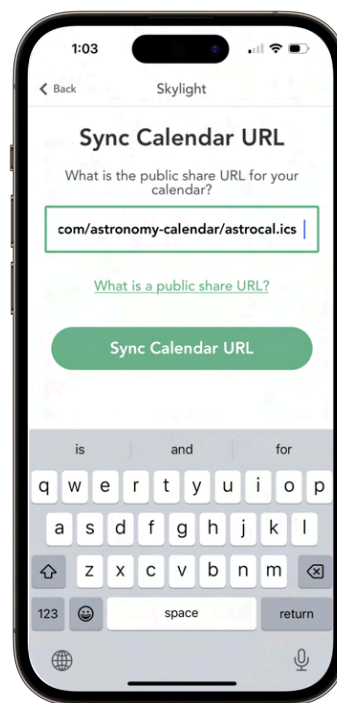 1:03
Back Skylight
Sync Calendar URL
What is the public share URL for your
calendar?
com/astronomy-calendar/astrocal.ics
What is a public share URL?
Sync Calendar URL
is and for
q w e r t y u i o p
a s d f g h j k l
z x c v b n m
123 space return